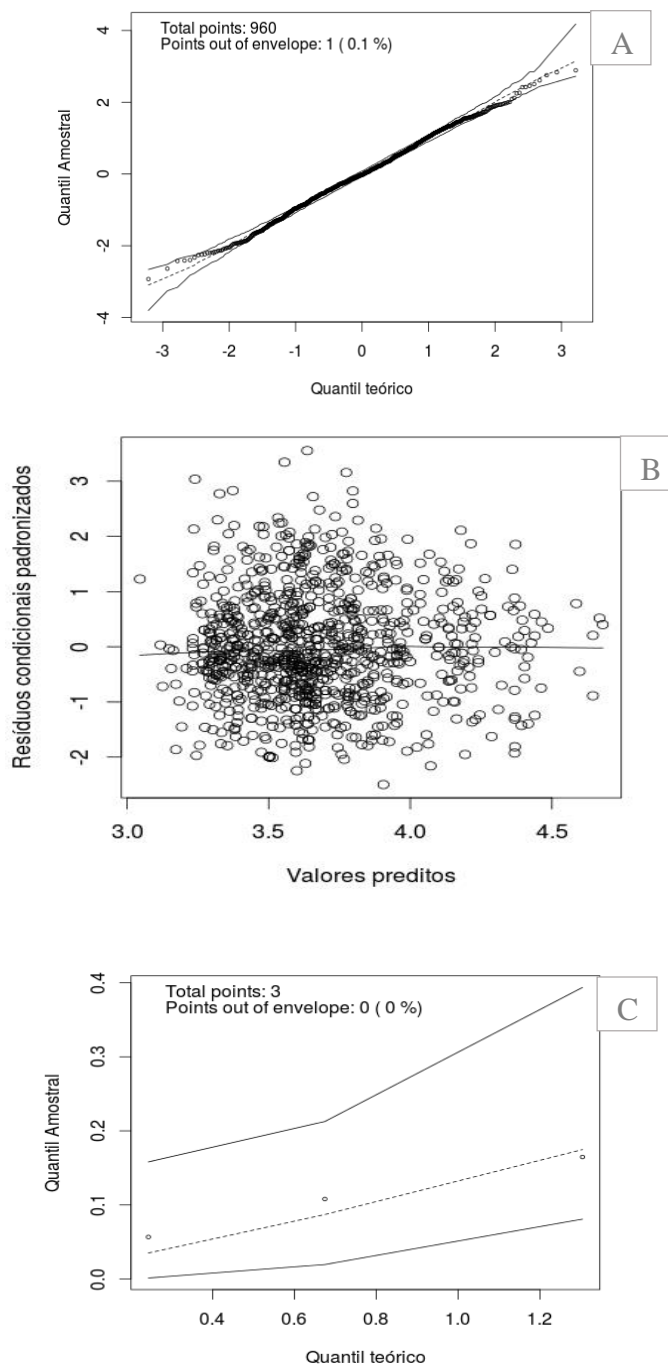 Total points: 960
Points out of envelope: 1 ( 0.1 %)
A
Quantil Amostral
4
2
0
-2
-4
-3
-2
-1
0
1
2
3
Quantil teórico
B
Resíduos condicionais padronizados
3
2
1
0
-1
-2
3.0
3.5
4.0
4.5
Valores preditos
Total points: 3
Points out of envelope: 0 ( 0 %)
C
Quantil Amostral
0.4
0.3
0.2
0.1
0.0
0.4
0.6
0.8
1.0
1.2
Quantil teórico